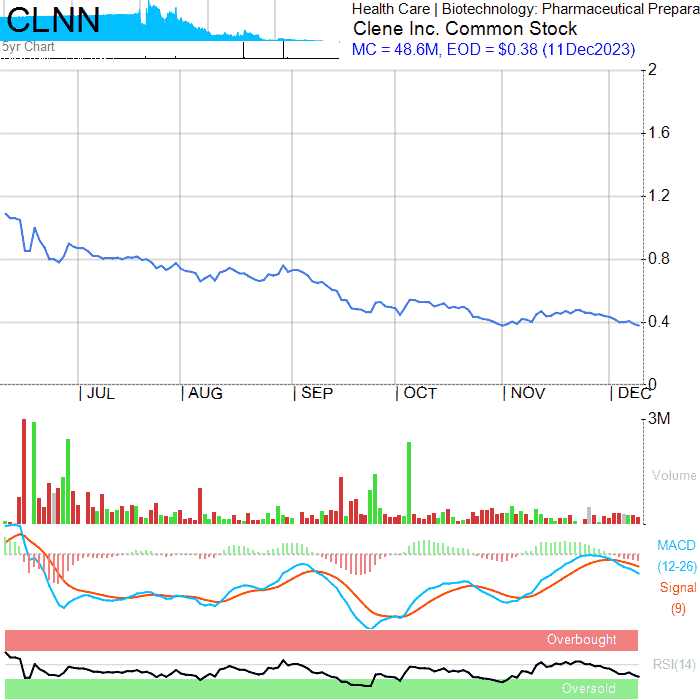 CLNN
5yr Chart
Health Care | Biotechnology: Pharmaceutical Prepara
Clene Inc. Common Stock
MC = 48.6M, EOD = $0.38 (11Dec2023)
2
1.6
1.2
0.8
0.4
0
| JUL | AUG | SEP | OCT | NOV | DEC
3M
Volume
MACD
(12-26)
Signal
(9)
Overbought
RSI(14)
Oversold